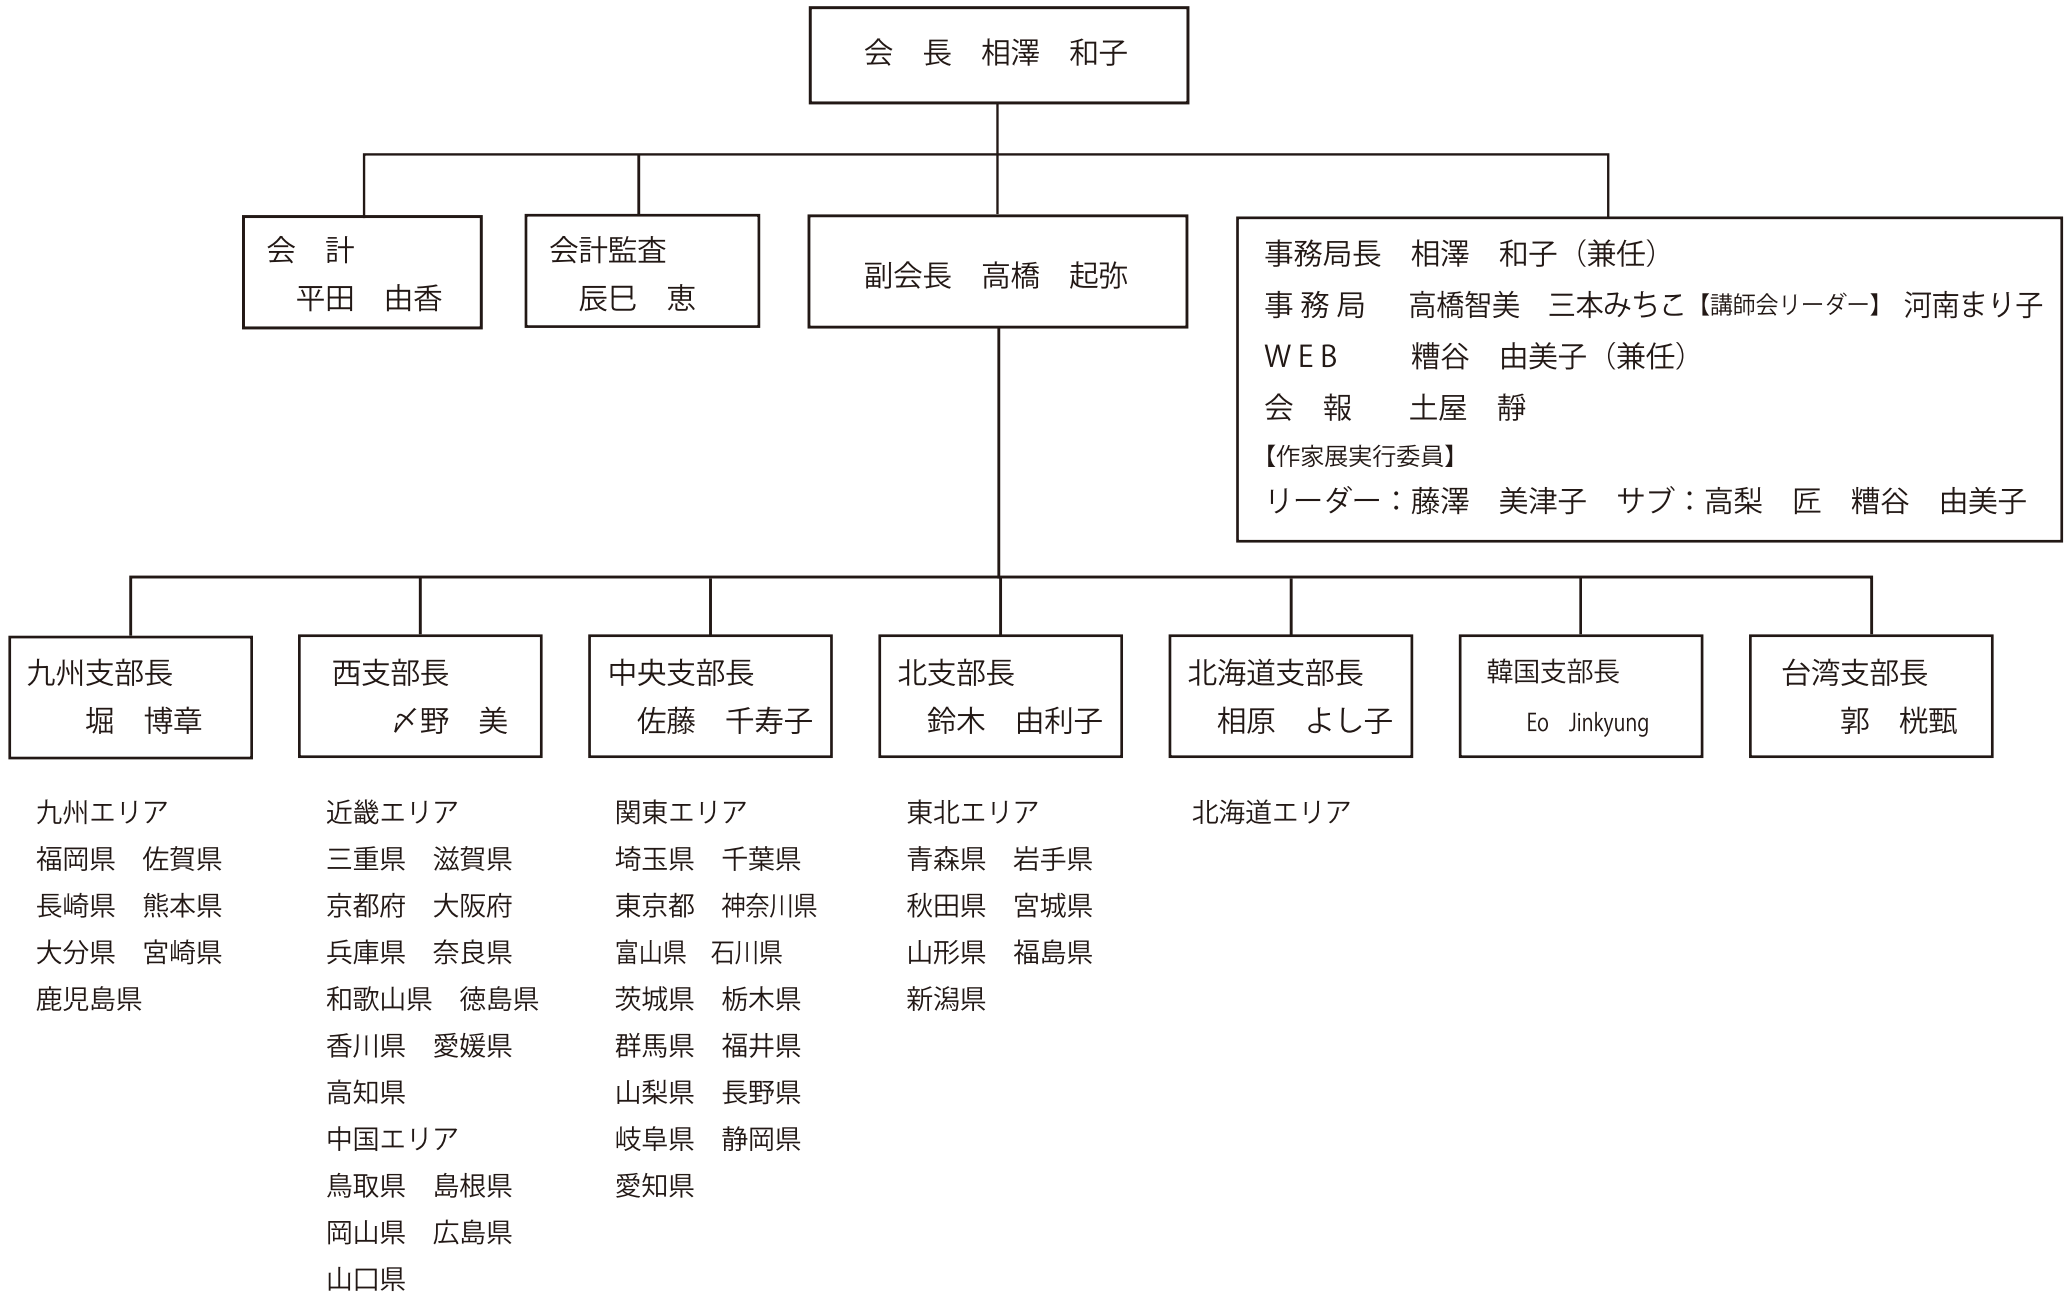 会　長　相澤　和子
会　計
平田　由香
会計監査
辰巳　恵
副会長　高橋　起弥
事務局長　相澤　和子（兼任）
事 務 局　高橋智美　三本みちこ【講師会リーダー】　河南まり子
W E B　糟谷　由美子（兼任）
会　報　土屋　靜
【作家展実行委員】
リーダー：藤澤　美津子　サブ：高梨　匠　糟谷　由美子
九州支部長
堀　博章
西支部長
〆野　美
中央支部長
佐藤　千寿子
北支部長
鈴木　由利子
北海道支部長
相原　よし子
韓国支部長
Eo　Jinkyung
台湾支部長
郭　桄甄
九州エリア
福岡県　佐賀県
長崎県　熊本県
大分県　宮崎県
鹿児島県
近畿エリア
三重県　滋賀県
京都府　大阪府
兵庫県　奈良県
和歌山県　徳島県
香川県　愛媛県
高知県
中国エリア
鳥取県　島根県
岡山県　広島県
山口県
関東エリア
埼玉県　千葉県
東京都　神奈川県
富山県　石川県
茨城県　栃木県
群馬県　福井県
山梨県　長野県
岐阜県　静岡県
愛知県
東北エリア
青森県　岩手県
秋田県　宮城県
山形県　福島県
新潟県
北海道エリア